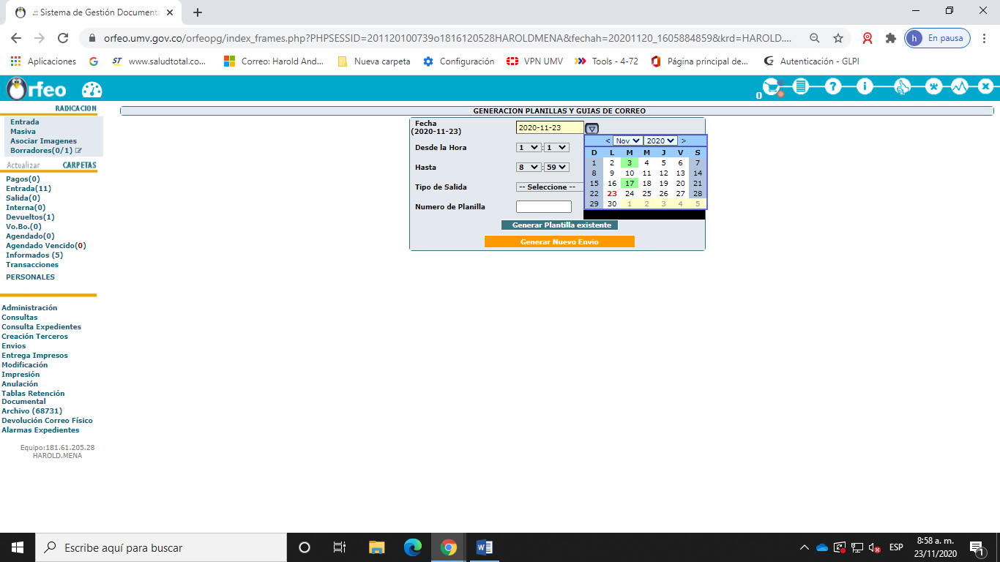 .:: Sistema de Gestión Documenta
orfeo.umv.gov.co/orfeopg/index_frames.php?PHPSESSID=201120100739o1816120528HAROLDMENA&fechah=20201120_1605884859&krd=HAROLD....
h En pausa
Aplicaciones
ST www.saludtotal.co...
Correo: Harold And...
Nueva carpeta
Configuración
VPN UMV
Tools - 4-72
Página principal de...
Autenticación - GLPI
Orfeo
0
RADICACION
Entrada
Masiva
Asociar Imagenes
Borradores(0/1)
Actualizar CARPETAS
Pagos(0)
Entrada(11)
Salida(0)
Interna(0)
Devueltos(1)
Vo.Bo.(0)
Agendado(0)
Agendado Vencido(0)
Informados (5)
Transacciones
PERSONALES
Administración
Consultas
Consulta Expedientes
Creación Terceros
Envios
Entrega Impresos
Modificación
Impresión
Anulación
Tablas Retención
Documental
Archivo (68731)
Devolución Correo Físico
Alarmas Expedientes
Equipo:181.61.205.28
HAROLD.MENA
GENERACION PLANILLAS Y GUIAS DE CORREO
Fecha
(2020-11-23)
2020-11-23
Desde la Hora 1 : 1
Hasta 8 : 59
Tipo de Salida -- Seleccione --
Numero de Planilla
Generar Plantilla existente
Generar Nuevo Envio
< Nov 2020 >
D L M M J V S
1 2 3 4 5 6 7
8 9 10 11 12 13 14
15 16 17 18 19 20 21
22 23 24 25 26 27 28
29 30 1 2 3 4 5
Escribe aquí para buscar
ESP
8:58 a. m.
23/11/2020
1